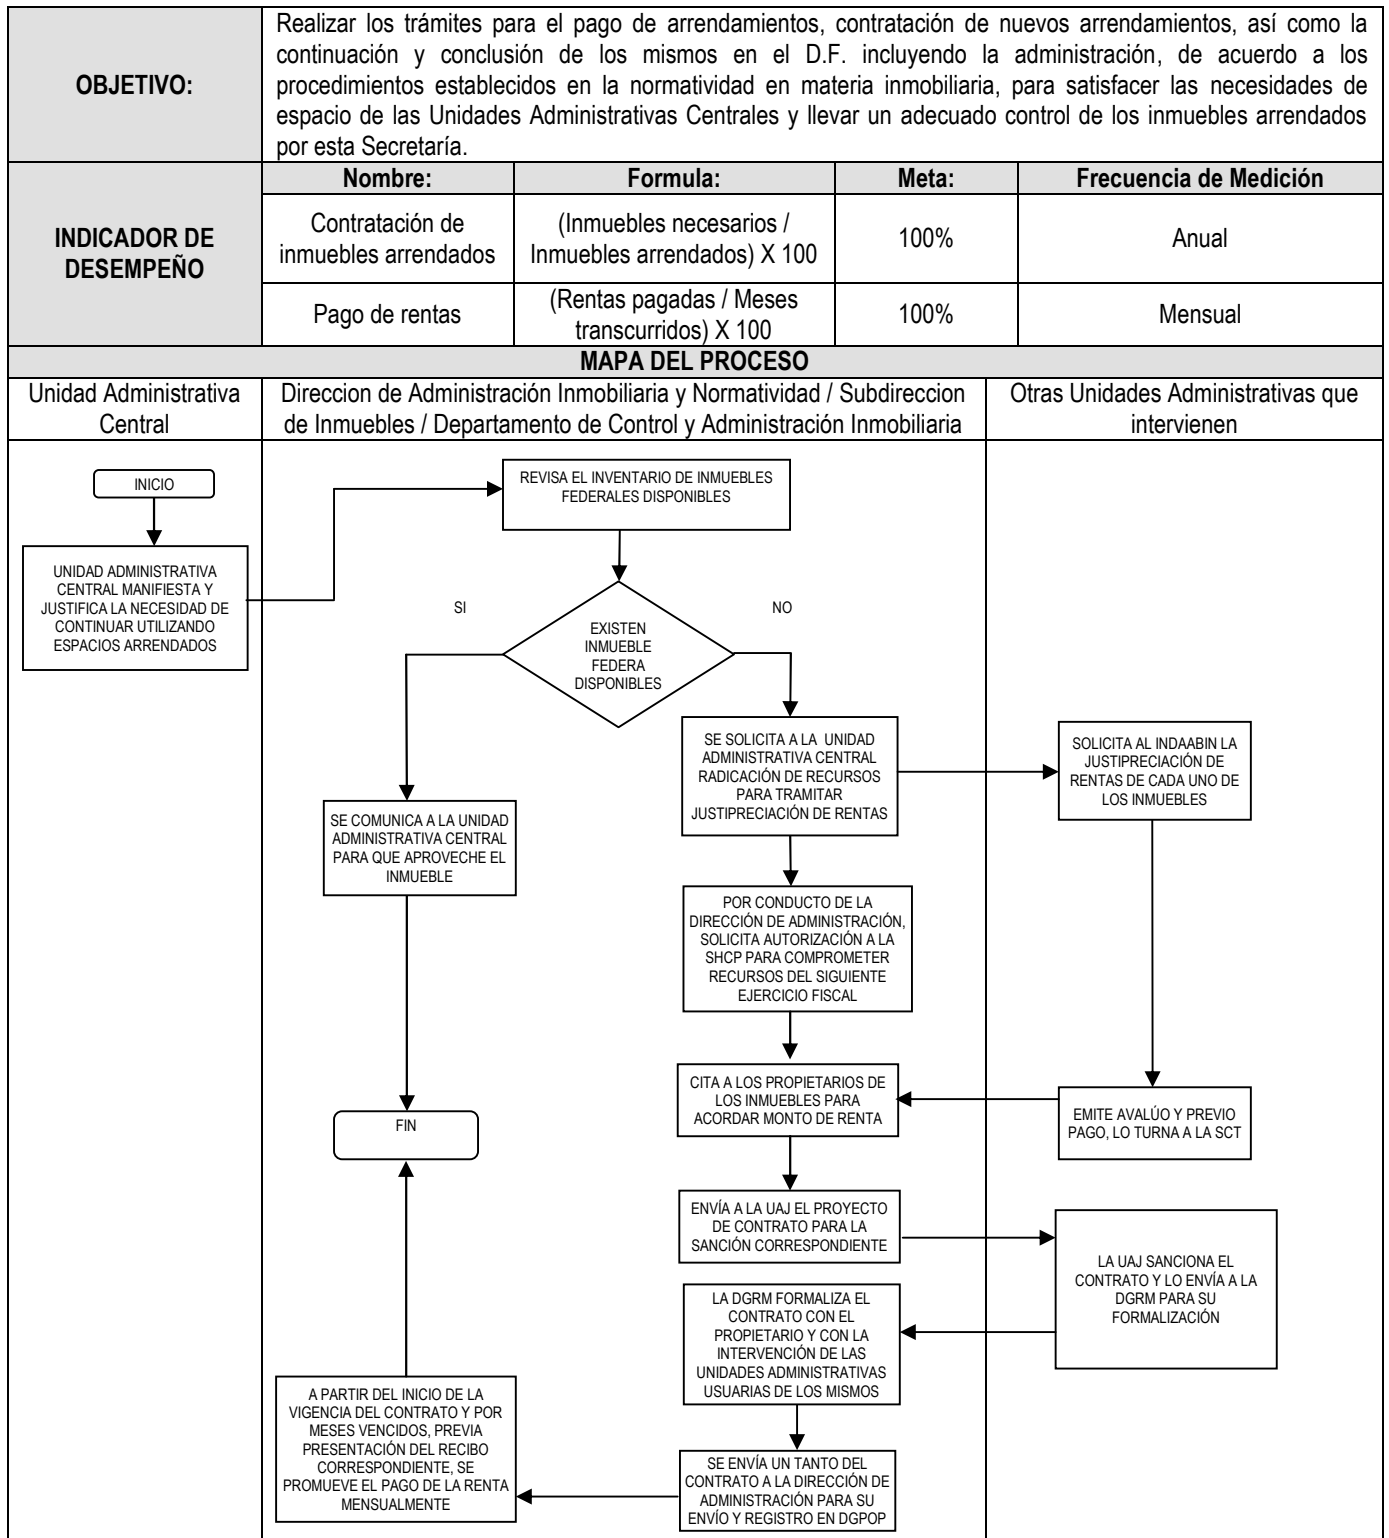 OBJETIVO:
Realizar los trámites para el pago de arrendamientos, contratación de nuevos arrendamientos, así como la
continuación y conclusión de los mismos en el D.F. incluyendo la administración, de acuerdo a los
procedimientos establecidos en la normatividad en materia inmobiliaria, para satisfacer las necesidades de
espacio de las Unidades Administrativas Centrales y llevar un adecuado control de los inmuebles arrendados
por esta Secretaría.
INDICADOR DE
DESEMPEÑO
Nombre:
Formula:
Meta:
Frecuencia de Medición
Contratación de
inmuebles arrendados
(Inmuebles necesarios /
Inmuebles arrendados) X 100
100%
Anual
Pago de rentas
(Rentas pagadas / Meses
transcurridos) X 100
100%
Mensual
MAPA DEL PROCESO
Unidad Administrativa
Central
Direccion de Administración Inmobiliaria y Normatividad / Subdireccion
de Inmuebles / Departamento de Control y Administración Inmobiliaria
Otras Unidades Administrativas que
intervienen
INICIO
UNIDAD ADMINISTRATIVA
CENTRAL MANIFIESTA Y
JUSTIFICA LA NECESIDAD DE
CONTINUAR UTILIZANDO
ESPACIOS ARRENDADOS
REVISA EL INVENTARIO DE INMUEBLES
FEDERALES DISPONIBLES
SI
NO
EXISTEN
INMUEBLE
FEDERA
DISPONIBLES
SE COMUNICA A LA UNIDAD
ADMINISTRATIVA CENTRAL
PARA QUE APROVECHE EL
INMUEBLE
SE SOLICITA A LA UNIDAD
ADMINISTRATIVA CENTRAL
RADICACIÓN DE RECURSOS
PARA TRAMITAR
JUSTIPRECIACIÓN DE RENTAS
SOLICITA AL INDAABIN LA
JUSTIPRECIACIÓN DE
RENTAS DE CADA UNO DE
LOS INMUEBLES
POR CONDUCTO DE LA
DIRECCIÓN DE ADMINISTRACIÓN,
SOLICITA AUTORIZACIÓN A LA
SHCP PARA COMPROMETER
RECURSOS DEL SIGUIENTE
EJERCICIO FISCAL
CITA A LOS PROPIETARIOS DE
LOS INMUEBLES PARA
ACORDAR MONTO DE RENTA
EMITE AVALÚO Y PREVIO
PAGO, LO TURNA A LA SCT
FIN
ENVÍA A LA UAJ EL PROYECTO
DE CONTRATO PARA LA
SANCIÓN CORRESPONDIENTE
LA UAJ SANCIONA EL
CONTRATO Y LO ENVÍA A LA
DGRM PARA SU
FORMALIZACIÓN
LA DGRM FORMALIZA EL
CONTRATO CON EL
PROPIETARIO Y CON LA
INTERVENCIÓN DE LAS
UNIDADES ADMINISTRATIVAS
USUARIAS DE LOS MISMOS
A PARTIR DEL INICIO DE LA
VIGENCIA DEL CONTRATO Y POR
MESES VENCIDOS, PREVIA
PRESENTACIÓN DEL RECIBO
CORRESPONDIENTE, SE
PROMUEVE EL PAGO DE LA RENTA
MENSUALMENTE
SE ENVÍA UN TANTO DEL
CONTRATO A LA DIRECCIÓN DE
ADMINISTRACIÓN PARA SU
ENVÍO Y REGISTRO EN DGPOP